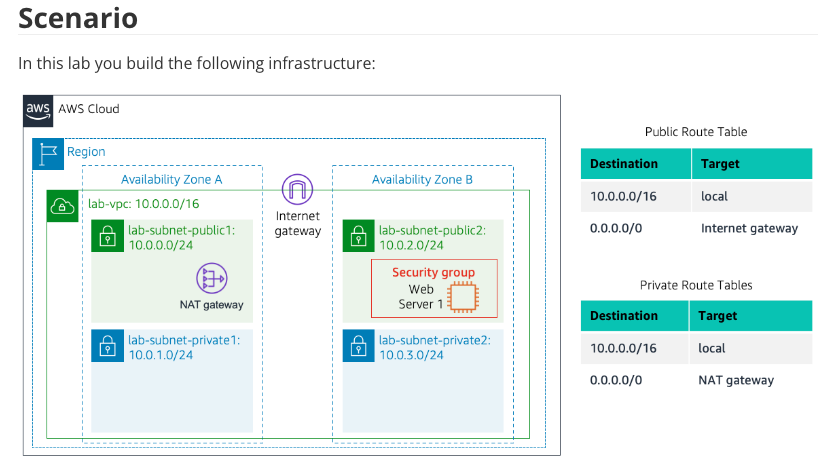 Scenario
In this lab you build the following infrastructure:
aws
AWS Cloud
Region
Availability Zone A
Availability Zone B
lab-vpc: 10.0.0.0/16
Internet
gateway
lab-subnet-public1:
10.0.0.0/24
NAT gateway
lab-subnet-public2:
10.0.2.0/24
Security group
Web
Server 1
lab-subnet-private1:
10.0.1.0/24
lab-subnet-private2:
10.0.3.0/24
Public Route Table
Destination Target
10.0.0.0/16 local
0.0.0.0/0 Internet gateway
Private Route Tables
Destination Target
10.0.0.0/16 local
0.0.0.0/0 NAT gateway